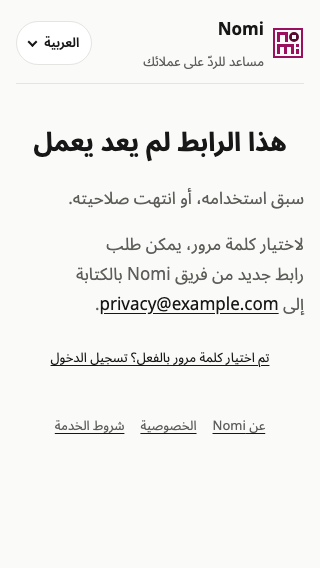 Nomi
مساعد للردّ على عملائك
العربية
هذا الرابط لم يعد يعمل
سبق استخدامه، أو انتهت صلاحيته.
لاختيار كلمة مرور، يمكن طلب
رابط جديد من فريق Nomi بالكتابة
إلى privacy@example.com.
تم اختيار كلمة مرور بالفعل؟ تسجيل الدخول
عن Nomi
الخصوصية
شروط الخدمة